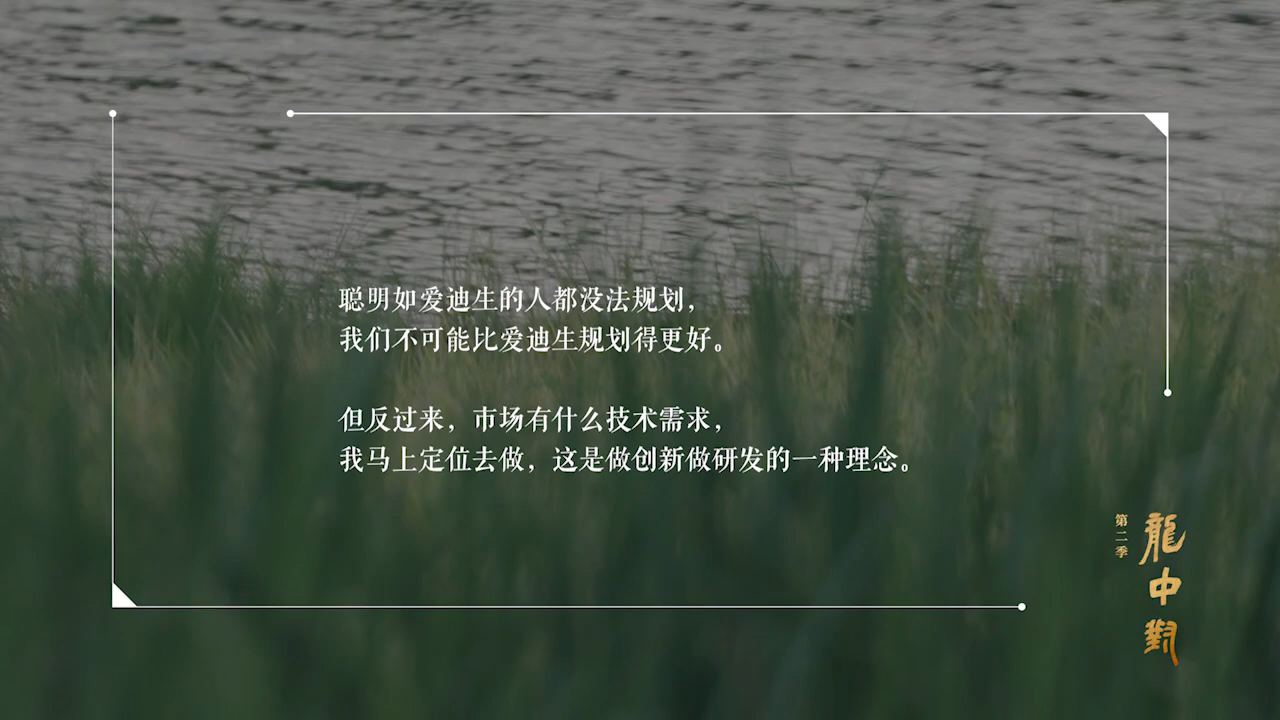 聪明如爱迪生的人都没法规划，
我们不可能比爱迪生规划得更好。
但反过来，市场有什么技术需求，
我马上定位去做，这是做创新做研发的一种理念。
第二季
龍中對